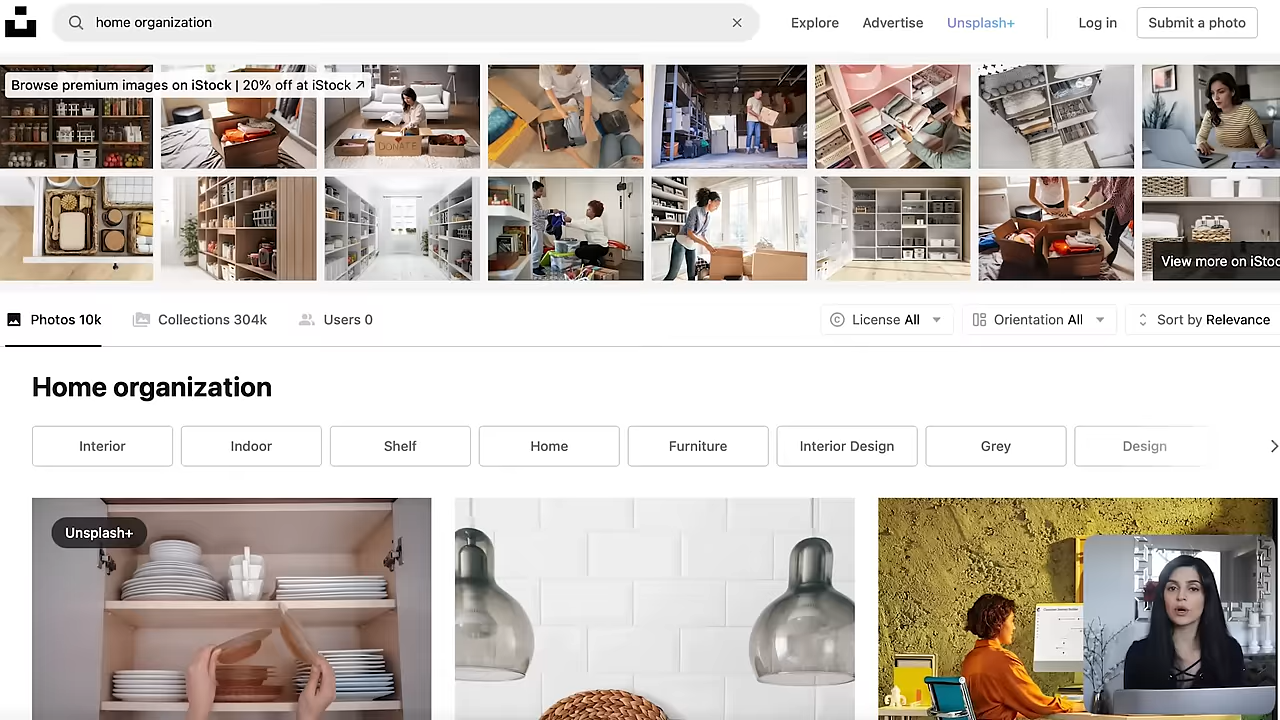 home organization
Explore
Advertise
Unsplash+
Log in
Submit a photo
Browse premium images on iStock | 20% off at iStock ↗
DONATE
View more on iStoc
Photos 10k
Collections 304k
Users 0
License All
Orientation All
Sort by Relevance
Home organization
Interior
Indoor
Shelf
Home
Furniture
Interior Design
Grey
Design
Unsplash+